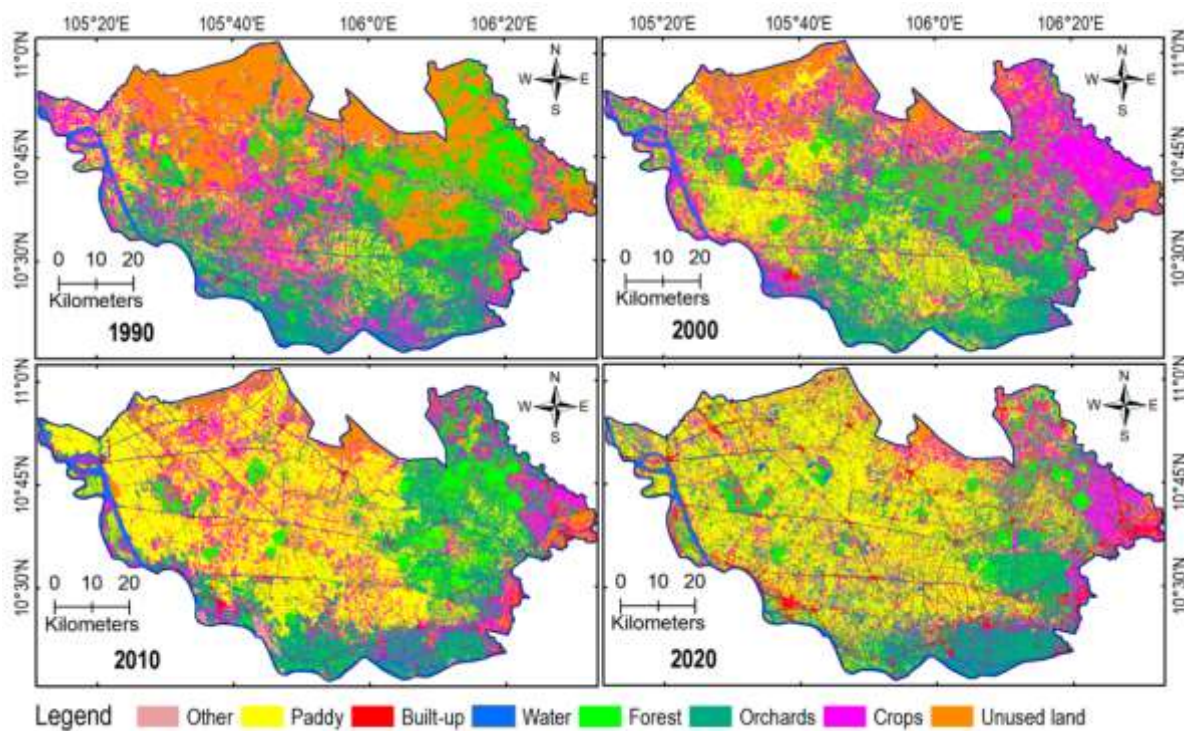 105°20'E 105°40'E 106°0'E 106°20'E 105°20'E 105°40'E 106°0'E 106°20'E
11°0'N
10°45'N
10°30'N
N
W E
S
0 10 20
Kilometers
1990
N
W E
S
0 10 20
Kilometers
2000
11°0'N
10°45'N
10°30'N
11°0'N
10°45'N
10°30'N
N
W E
S
0 10 20
Kilometers
2010
N
W E
S
0 10 20
Kilometers
2020
11°0'N
10°45'N
10°30'N
Legend Other Paddy Built-up Water Forest Orchards Crops Unused land